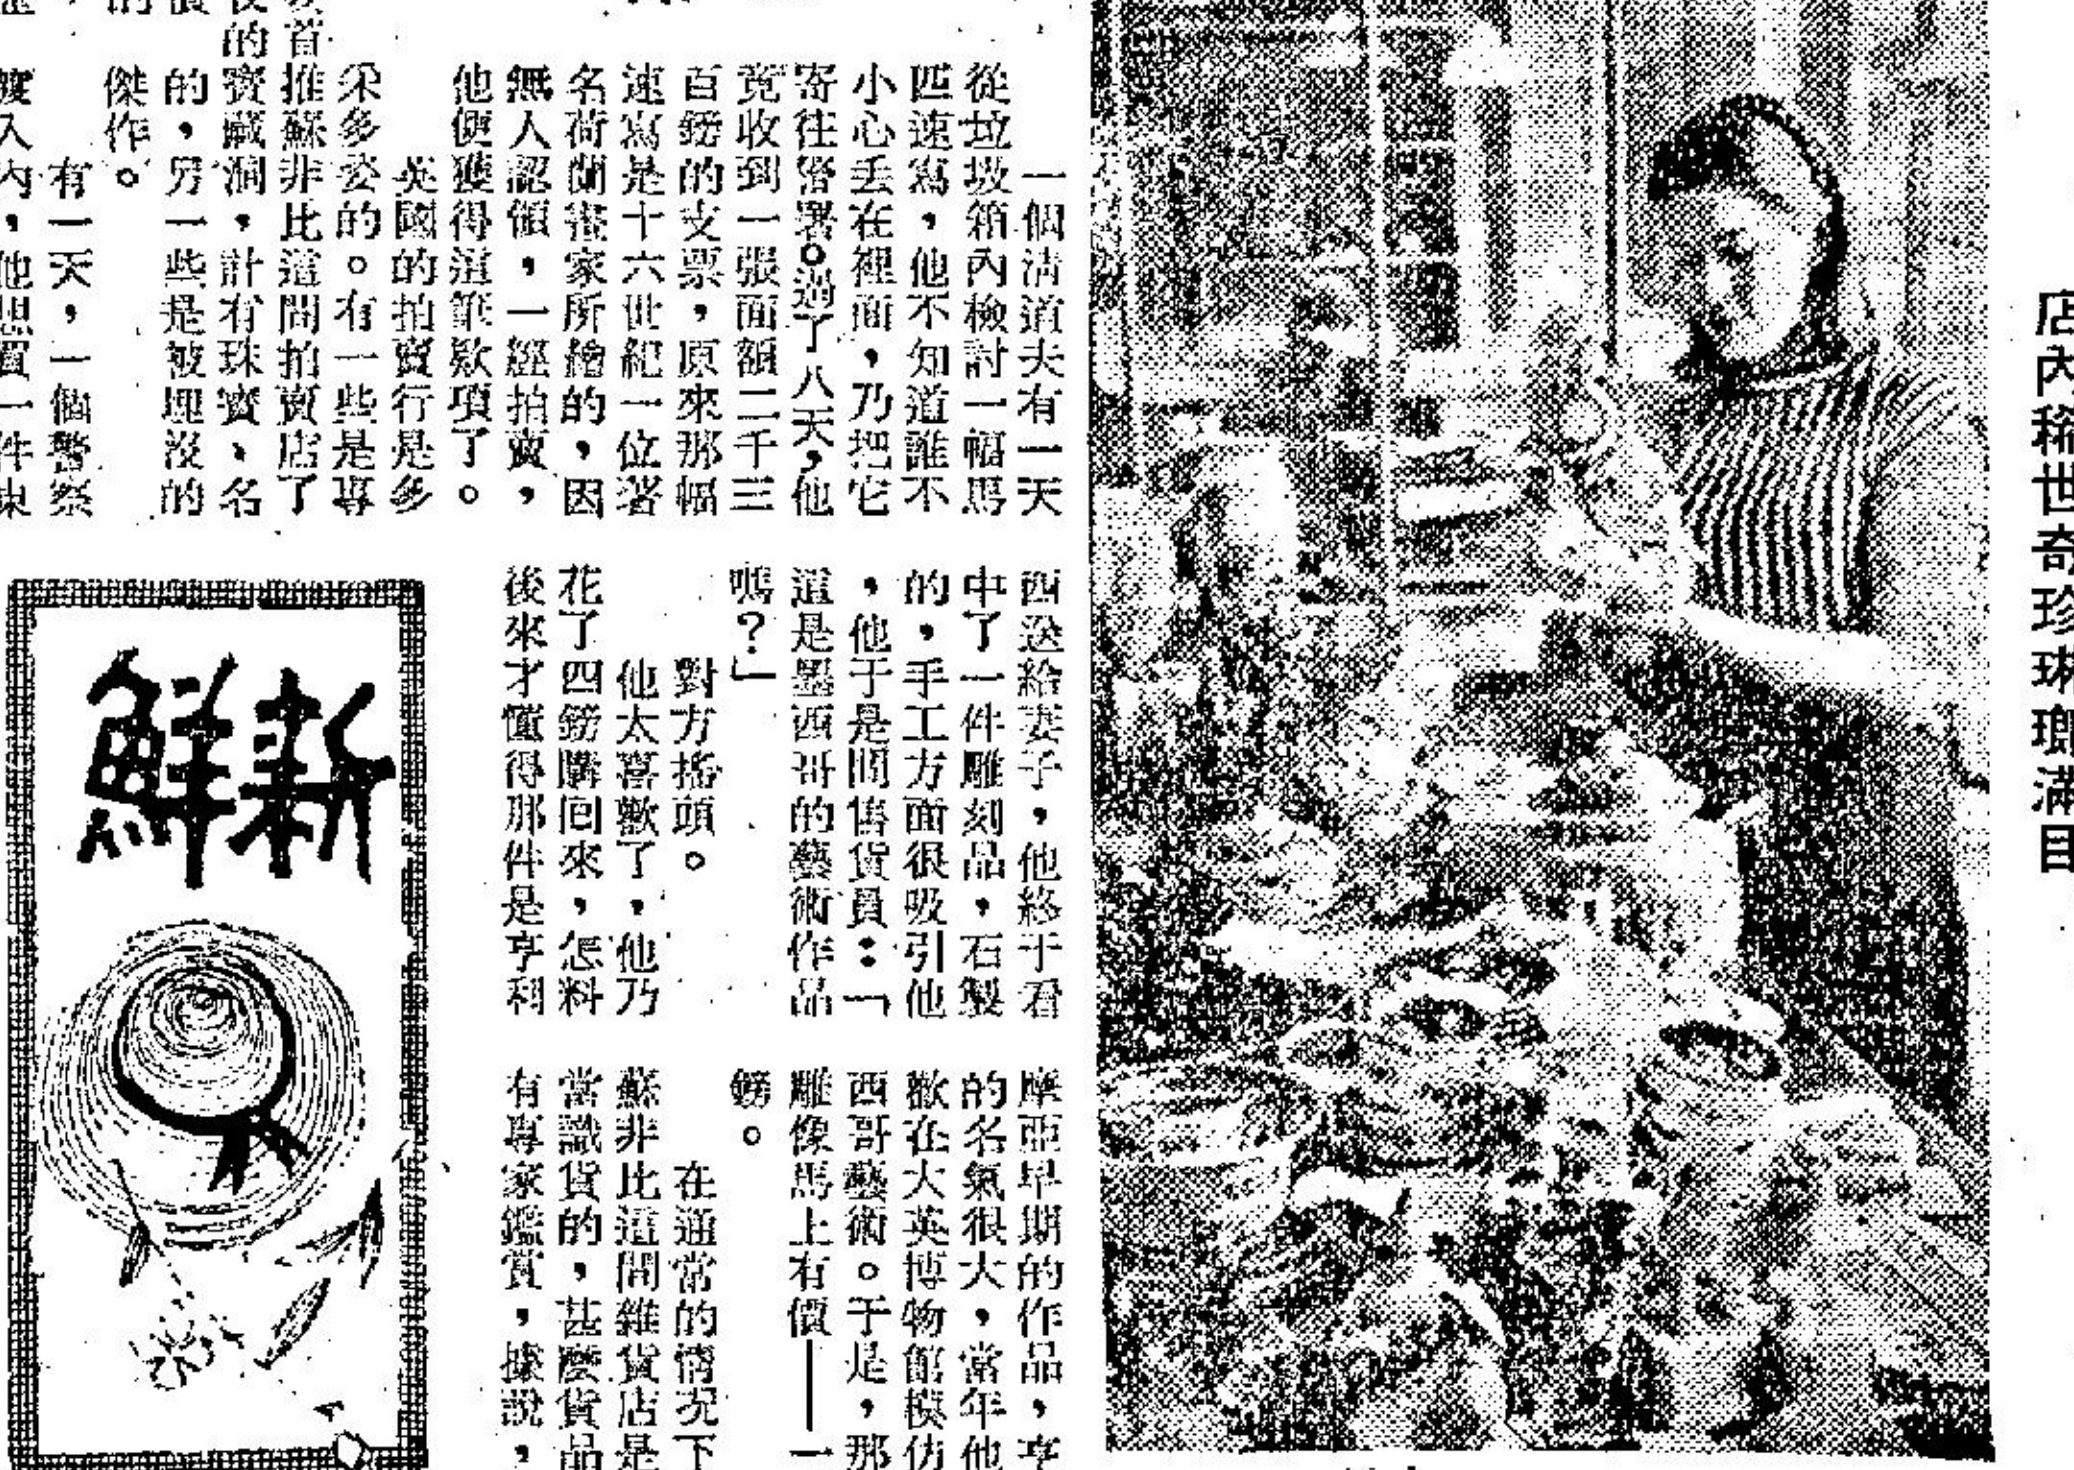 店內稀世奇珍琳瑯滿目
一個清道夫有一天
從垃圾箱內檢討一幅馬
匹速寫，他不知道誰不
小心丢在裡面，乃把它
寄往警署。過了八天，他
竟收到一張面額二千三
百鎊的支票，原來那幅
速寫是十六世紀一位著
名荷蘭畫家所繪的，因
無人認領，一經拍賣，
他便獲得這筆欵項了。
英國的拍賣行是多
采多姿的。有一些是專
推蘇非比這間拍賣店了
的寳藏洞，計有珠寳、名
的，另一些是被埋沒的
傑作。
有一天，一個警察
西送給妻子，他終于看
中了一件雕刻品，石製
的，手工方面很吸引他
，他于是問售貨員：「
這是墨西哥的藝術作品
嗎？」
對方搖頭。
他太喜歡了，他乃
花了四鎊購回來，怎料
後來才懂得那件是亨利
摩亞早期的作品，亨
的名氣很大，當年他
歡在大英博物館模仿
西哥藝術。于是，那
雕像馬上有價——一
鎊。
在通常的情况下
蘇非比這間雜貨店是
當識貨的，甚麼貨品
有專家鑑賞，據説，
新鮮